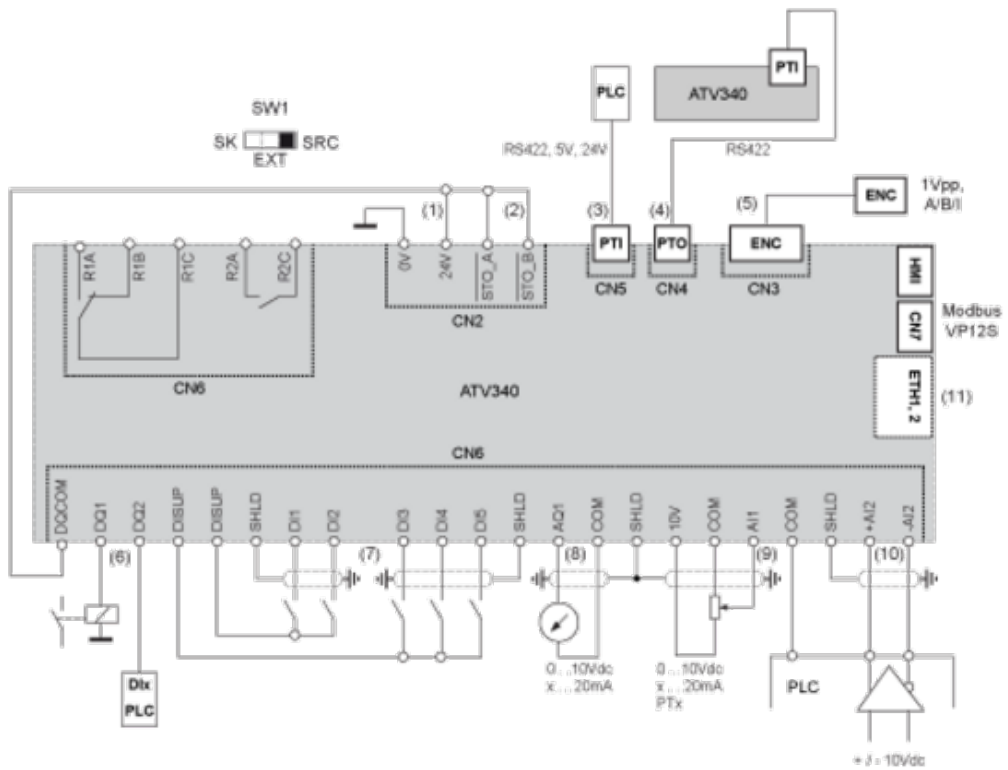 PTI
PLC
ATV340
SW1
SK SRC
EXT
RS422, 5V, 24V
RS422
(1) (2) (3) (4) (5)
ENC
1Vpp,
A/B/I
R1A R1B R1C R2A R2C
0V 24V STO_A STO_B
PTI PTO ENC
HMI
CN5 CN4 CN3
CN2
CN7
Modbus
VP12S
CN6
ATV340
ETH1, 2
(11)
CN6
DQCOM DQ1 DQ2 DISUP DISUP SHLD DI1 DI2 DI3 DI4 DI5 SHLD AQ1 COM SHLD 10V COM AI1 COM SHLD +AI2 -AI2
(6) (7) (8) (9) (10)
DIx
PLC
0...10Vdc
x...20mA
0...10Vdc
x...20mA
PTx
PLC
+/- 10Vdc